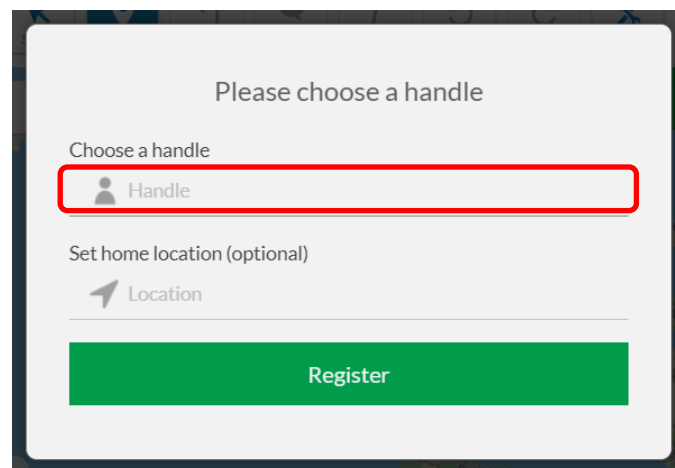 Please choose a handle
Choose a handle
Handle
Set home location (optional)
Location
Register